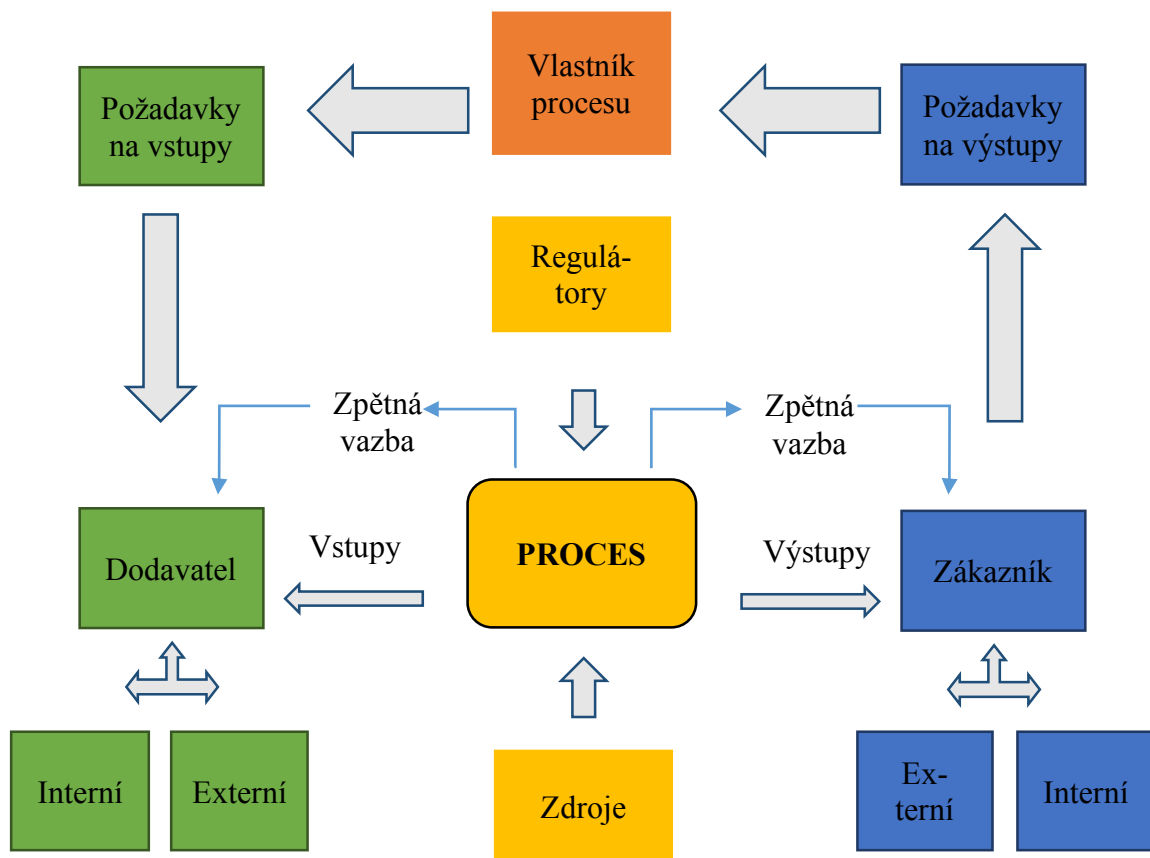 Vlastník
procesu
Požadavky
na vstupy
Požadavky
na výstupy
Regulá-
tory
Zpětná
vazba
Zpětná
vazba
Vstupy
PROCES
Výstupy
Dodavatel
Zákazník
Interní
Externí
Zdroje
Ex-
terní
Interní